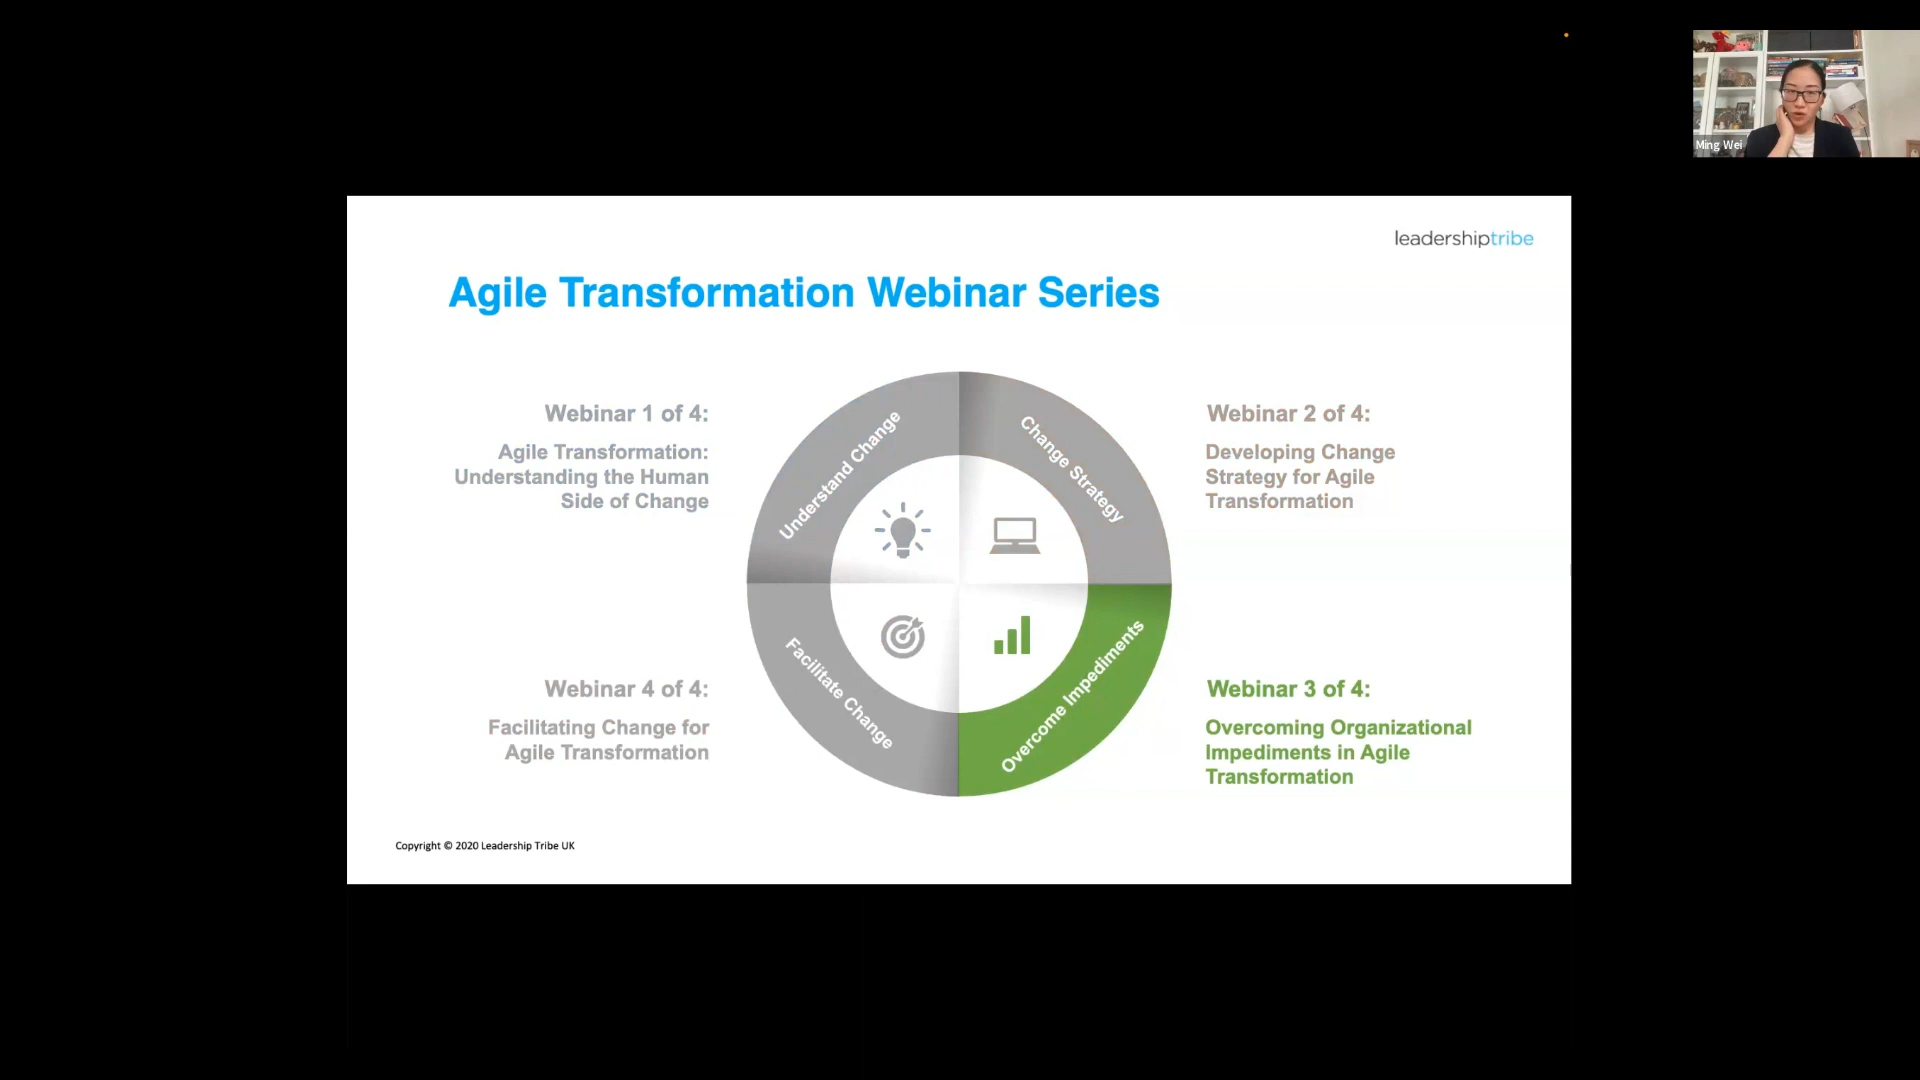 Ming Wei
leadershiptribe
Agile Transformation Webinar Series
Webinar 1 of 4:
Agile Transformation:
Understanding the Human
Side of Change
Webinar 2 of 4:
Developing Change
Strategy for Agile
Transformation
Understand Change
Change Strategy
Facilitate Change
Overcome Impediments
Webinar 4 of 4:
Facilitating Change for
Agile Transformation
Webinar 3 of 4:
Overcoming Organizational
Impediments in Agile
Transformation
Copyright © 2020 Leadership Tribe UK